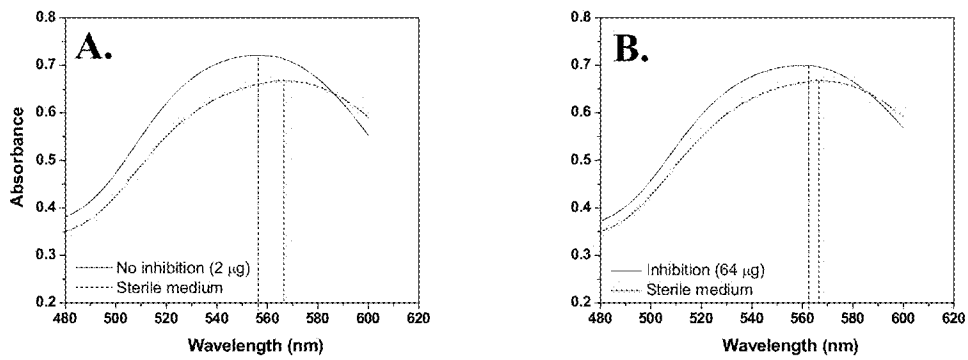 A.
0.8
0.7
0.6
0.5
0.4
0.3
0.2
Absorbance
No inhibition (2 μg)
Sterile medium
480 500 520 540 560 580 600 620
Wavelength (nm)
B.
0.8
0.7
0.6
0.5
0.4
0.3
0.2
Inhibition (64 μg)
Sterile medium
480 500 520 540 560 580 600 620
Wavelength (nm)